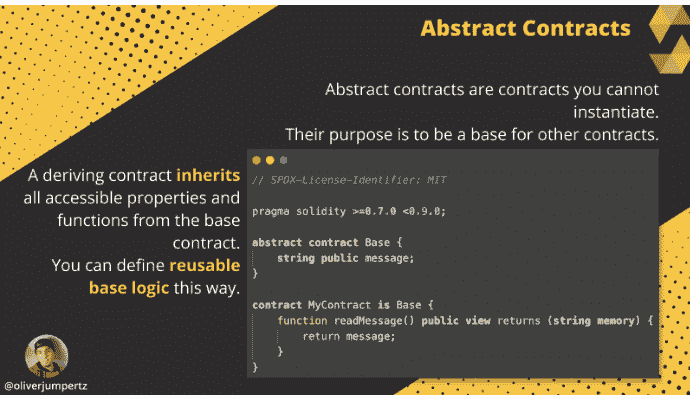 Abstract Contracts
Abstract contracts are contracts you cannot
instantiate.
Their purpose is to be a base for other contracts.
A deriving contract inherits
all accessible properties and
functions from the base
contract.
You can define reusable
base logic this way.
// SPDX-License-Identifier: MIT
pragma solidity >=0.7.0 <0.9.0;
abstract contract Base {
string public message;
}
contract MyContract is Base {
function readMessage() public view returns (string memory) {
return message;
}
}
@oliverjumpertz